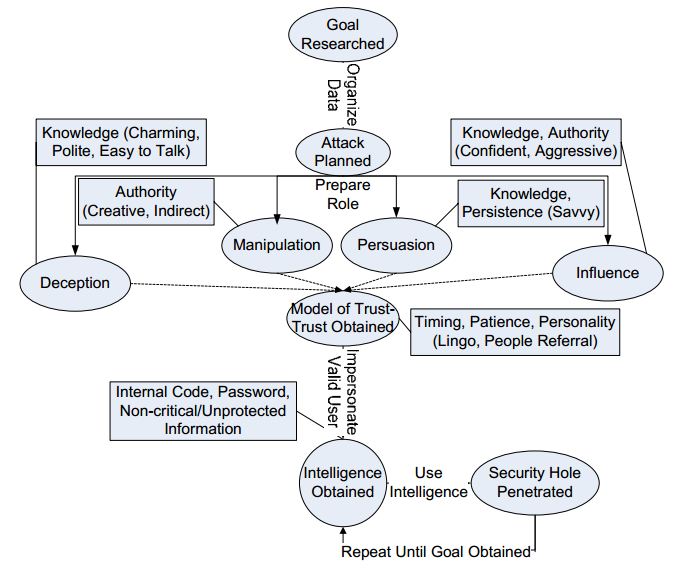 Goal
Researched
Organize
Data
Knowledge (Charming,
Polite, Easy to Talk)
Attack
Planned
Knowledge, Authority
(Confident, Aggressive)
Prepare
Role
Authority
(Creative, Indirect)
Knowledge,
Persistence (Savvy)
Manipulation
Persuasion
Deception
Influence
Model of Trust-
Trust Obtained
Timing, Patience, Personality
(Lingo, People Referral)
Impersonate
Valid User
Internal Code, Password,
Non-critical/Unprotected
Information
Intelligence
Obtained
Use
Intelligence
Security Hole
Penetrated
Repeat Until Goal Obtained